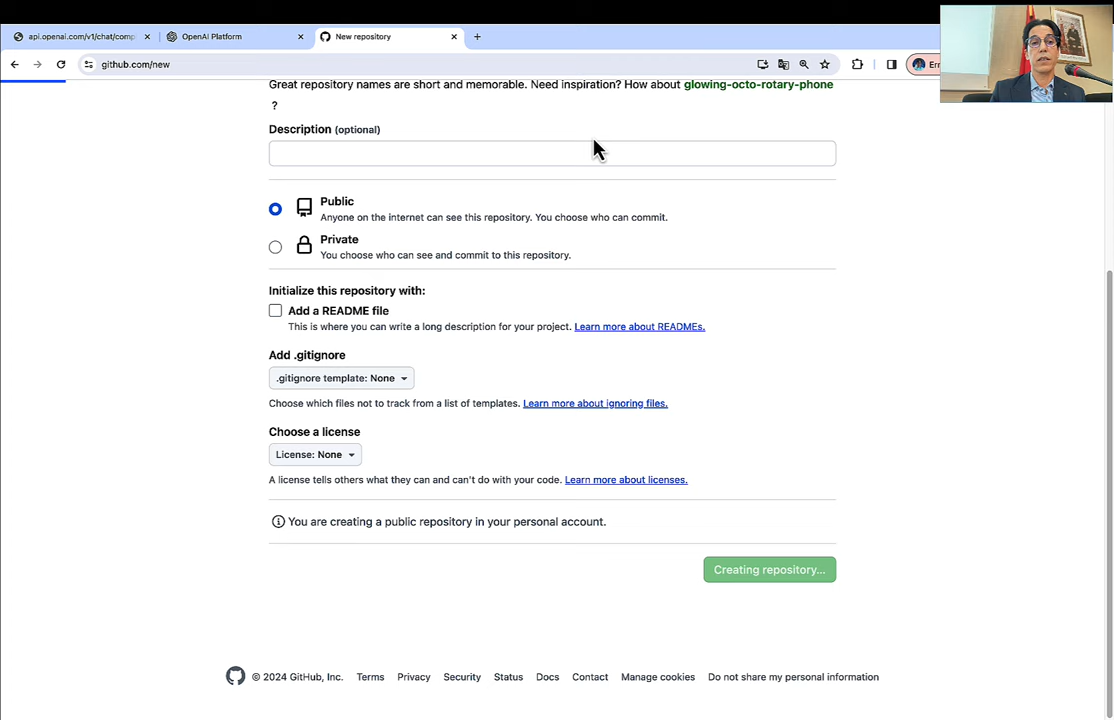 api.openai.com/v1/chat/comp
OpenAI Platform
New repository
github.com/new
Err
Great repository names are short and memorable. Need inspiration? How about glowing-octo-rotary-phone
?
Description (optional)
Public
Anyone on the internet can see this repository. You choose who can commit.
Private
You choose who can see and commit to this repository.
Initialize this repository with:
Add a README file
This is where you can write a long description for your project. Learn more about READMEs.
Add .gitignore
.gitignore template: None
Choose which files not to track from a list of templates. Learn more about ignoring files.
Choose a license
License: None
A license tells others what they can and can't do with your code. Learn more about licenses.
You are creating a public repository in your personal account.
Creating repository...
© 2024 GitHub, Inc. Terms Privacy Security Status Docs Contact Manage cookies Do not share my personal information